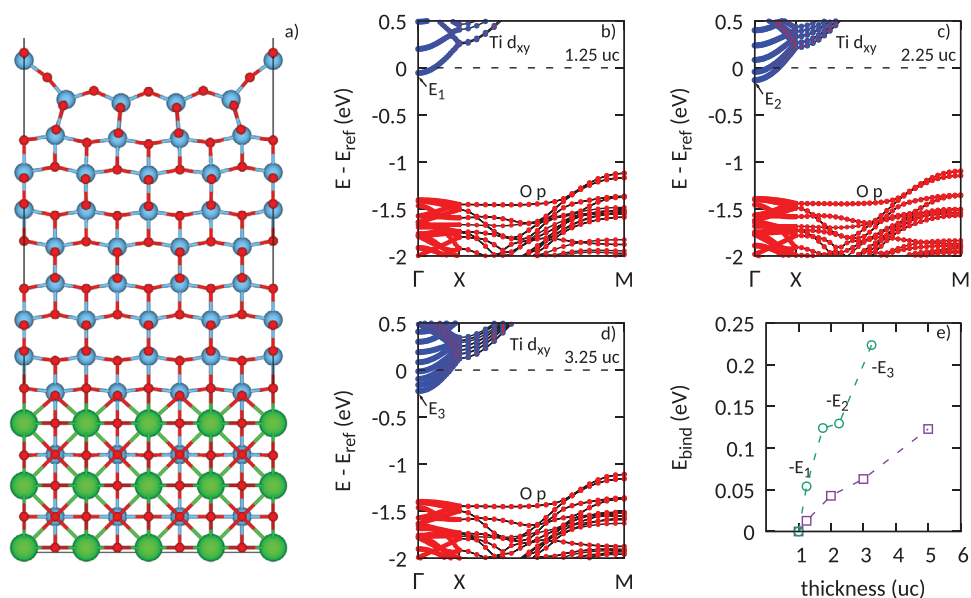 a)
b)
0.5
0
-0.5
-1
-1.5
-2
E - E_ref (eV)
Ti d_xy
1.25 uc
E_1
O p
Γ X M
c)
0.5
0
-0.5
-1
-1.5
-2
E - E_ref (eV)
Ti d_xy
2.25 uc
E_2
O p
Γ X M
d)
0.5
0
-0.5
-1
-1.5
-2
E - E_ref (eV)
Ti d_xy
3.25 uc
E_3
O p
Γ X M
e)
0.25
0.2
0.15
0.1
0.05
0
E_bind (eV)
-E_3
-E_2
-E_1
1 2 3 4 5 6
thickness (uc)